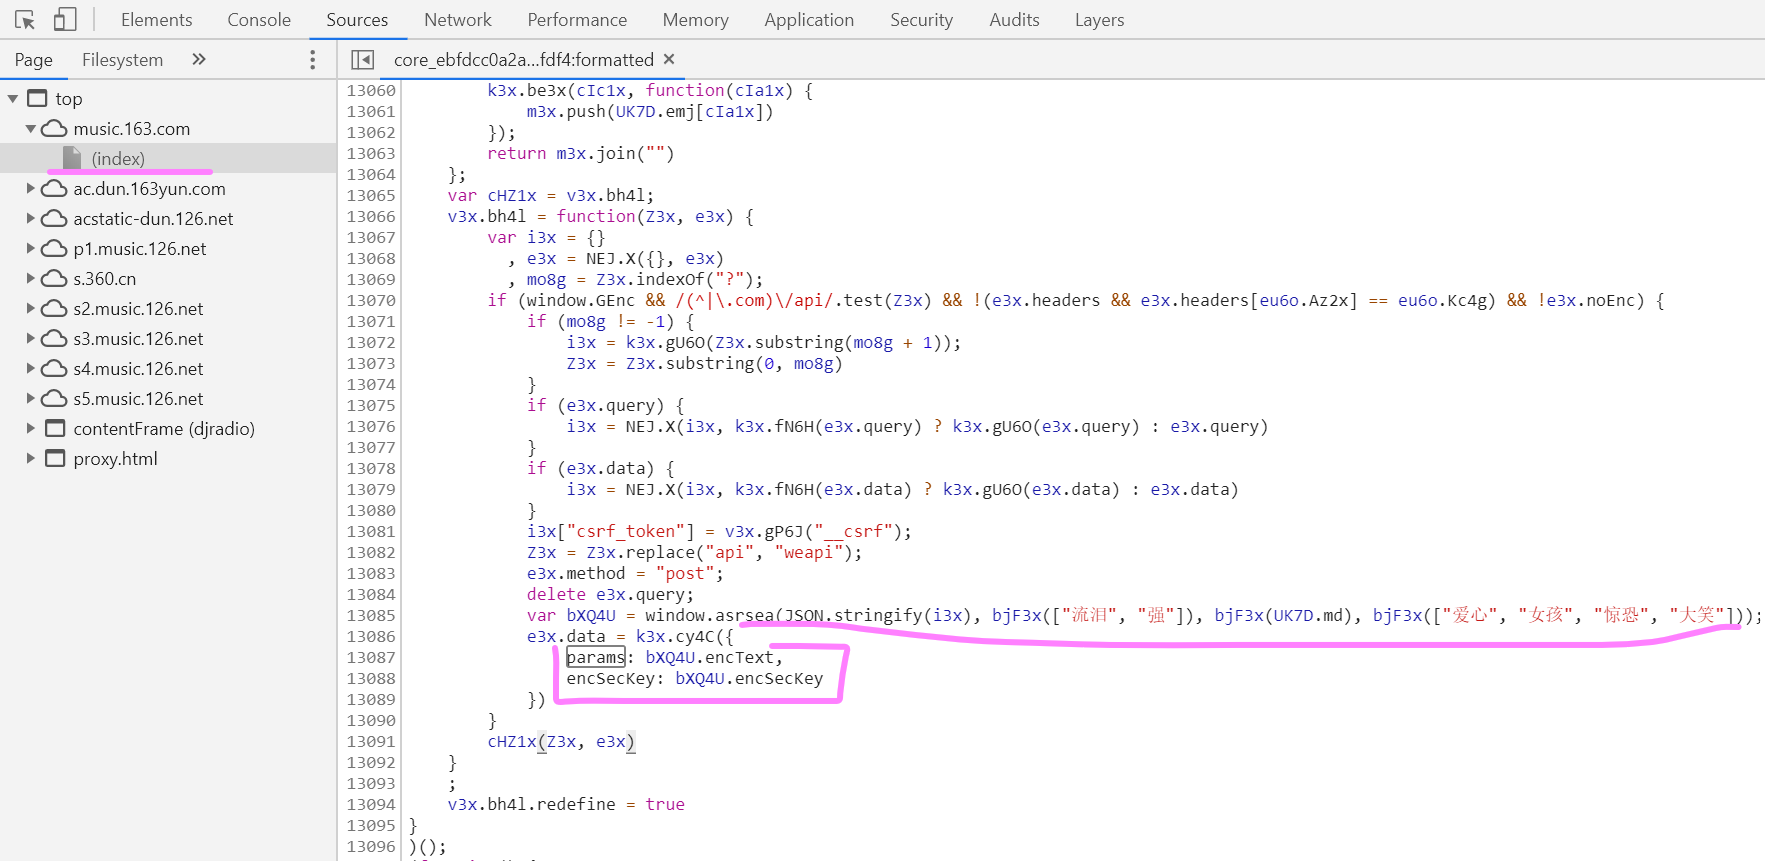 Elements Console Sources Network Performance Memory Application Security Audits Layers
Page Filesystem »
core_ebfdcc0a2a…fdf4:formatted ×
top
music.163.com
(index)
ac.dun.163yun.com
acstatic-dun.126.net
p1.music.126.net
s.360.cn
s2.music.126.net
s3.music.126.net
s4.music.126.net
s5.music.126.net
contentFrame (djradio)
proxy.html
13060 k3x.be3x(cIc1x, function(cIa1x) {
13061 m3x.push(UK7D.emj[cIa1x])
13062 });
13063 return m3x.join("")
13064 };
13065 var cHZ1x = v3x.bh4l;
13066 v3x.bh4l = function(Z3x, e3x) {
13067 var i3x = {}
13068 , e3x = NEJ.X({}, e3x)
13069 , mo8g = Z3x.indexOf("?");
13070 if (window.GEnc && /(^|\.com)\/api/.test(Z3x) && !(e3x.headers && e3x.headers[eu6o.Az2x] == eu6o.Kc4g) && !e3x.noEnc) {
13071 if (mo8g != -1) {
13072 i3x = k3x.gU6O(Z3x.substring(mo8g + 1));
13073 Z3x = Z3x.substring(0, mo8g)
13074 }
13075 if (e3x.query) {
13076 i3x = NEJ.X(i3x, k3x.fN6H(e3x.query) ? k3x.gU6O(e3x.query) : e3x.query)
13077 }
13078 if (e3x.data) {
13079 i3x = NEJ.X(i3x, k3x.fN6H(e3x.data) ? k3x.gU6O(e3x.data) : e3x.data)
13080 }
13081 i3x["csrf_token"] = v3x.gP6J("__csrf");
13082 Z3x = Z3x.replace("api", "weapi");
13083 e3x.method = "post";
13084 delete e3x.query;
13085 var bXQ4U = window.asrsea(JSON.stringify(i3x), bjF3x(["流泪", "强"]), bjF3x(UK7D.md), bjF3x(["爱心", "女孩", "惊恐", "大笑"]));
13086 e3x.data = k3x.cy4C({
13087 params: bXQ4U.encText,
13088 encSecKey: bXQ4U.encSecKey
13089 })
13090 }
13091 cHZ1x(Z3x, e3x)
13092 }
13093 ;
13094 v3x.bh4l.redefine = true
13095 }
13096 )();